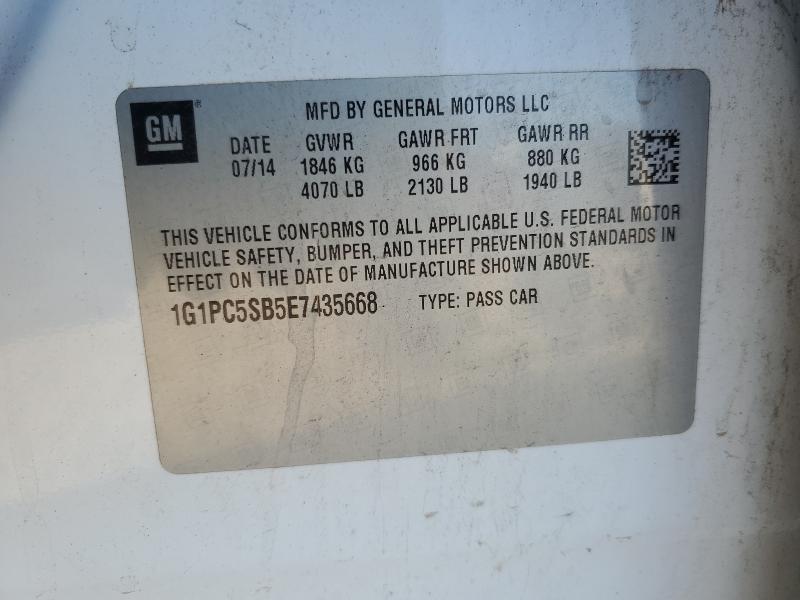 GM®
MFD BY GENERAL MOTORS LLC
DATE GVWR GAWR FRT GAWR RR
07/14 1846 KG 966 KG 880 KG
4070 LB 2130 LB 1940 LB
THIS VEHICLE CONFORMS TO ALL APPLICABLE U.S. FEDERAL MOTOR
VEHICLE SAFETY, BUMPER, AND THEFT PREVENTION STANDARDS IN
EFFECT ON THE DATE OF MANUFACTURE SHOWN ABOVE.
1G1PC5SB5E7435668 TYPE: PASS CAR